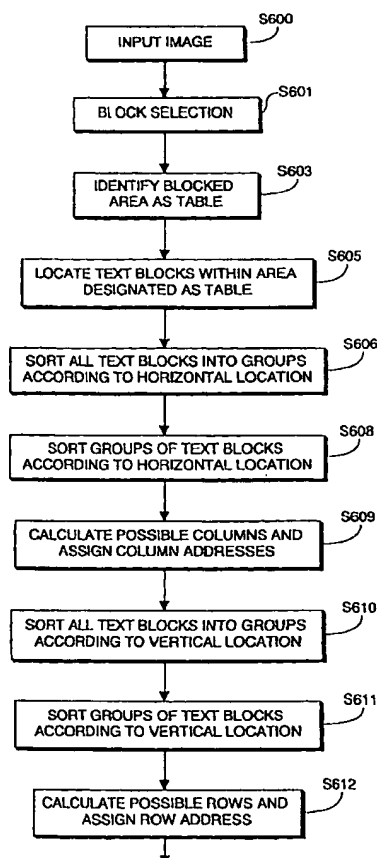 S600
INPUT IMAGE
S601
BLOCK SELECTION
S603
IDENTIFY BLOCKED
AREA AS TABLE
S605
LOCATE TEXT BLOCKS WITHIN AREA
DESIGNATED AS TABLE
S606
SORT ALL TEXT BLOCKS INTO GROUPS
ACCORDING TO HORIZONTAL LOCATION
S608
SORT GROUPS OF TEXT BLOCKS
ACCORDING TO HORIZONTAL LOCATION
S609
CALCULATE POSSIBLE COLUMNS AND
ASSIGN COLUMN ADDRESSES
S610
SORT ALL TEXT BLOCKS INTO GROUPS
ACCORDING TO VERTICAL LOCATION
S611
SORT GROUPS OF TEXT BLOCKS
ACCORDING TO VERTICAL LOCATION
S612
CALCULATE POSSIBLE ROWS AND
ASSIGN ROW ADDRESS